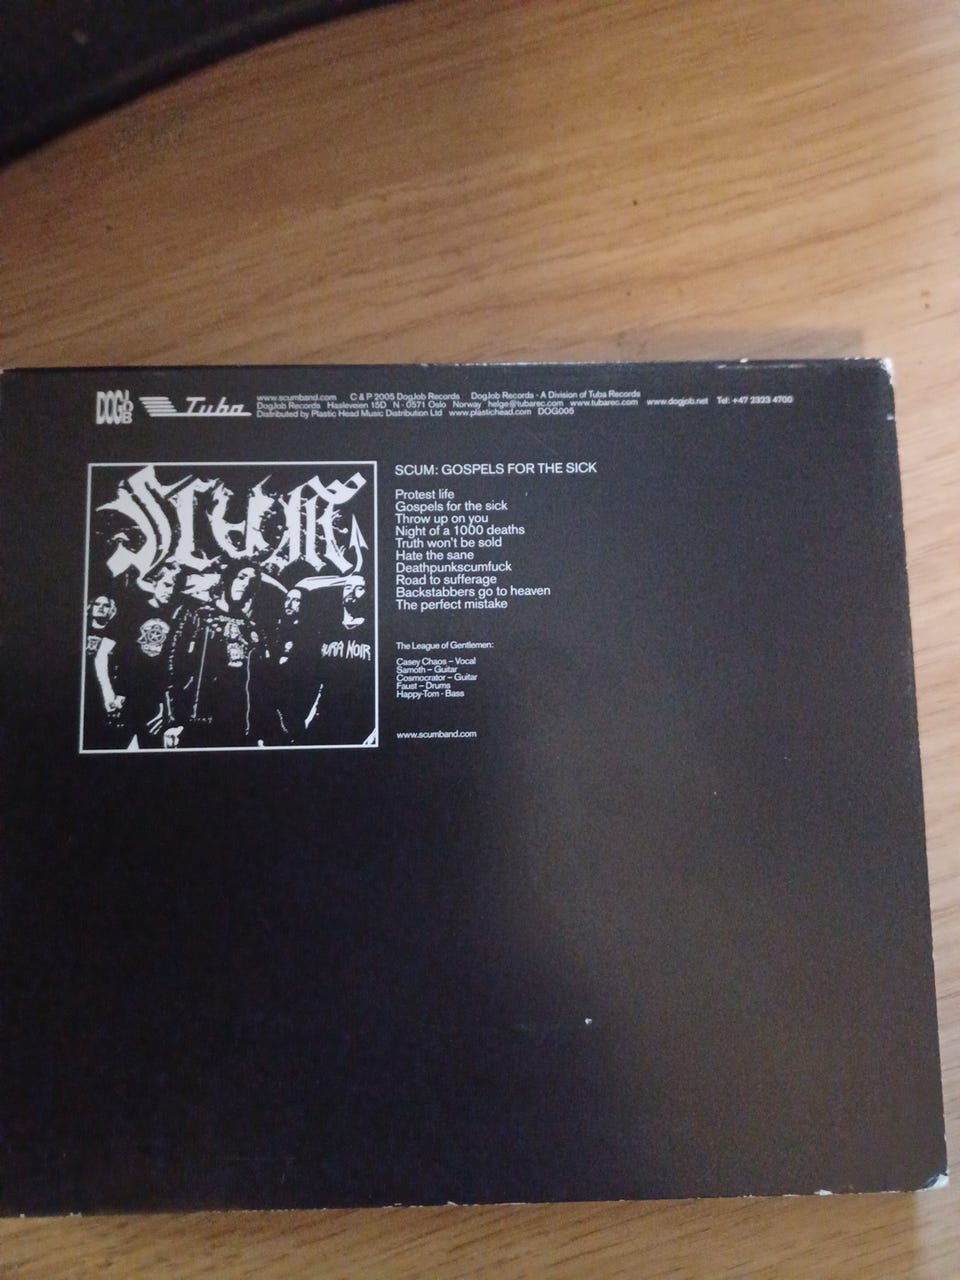 DOGJOB
Tuba
www.scumband.com C & P 2005 DogJob Records DogJob Records - A Division of Tuba Records
DogJob Records Hasleveien 15D N - 0571 Oslo Norway helge@tubarec.com www.tubarec.com www.dogjob.net Tel: +47 2323 4700
Distributed by Plastic Head Music Distribution Ltd www.plastichead.com DOG005
SCUM
AURA NOIR
SCUM: GOSPELS FOR THE SICK
Protest life
Gospels for the sick
Throw up on you
Night of a 1000 deaths
Truth won't be sold
Hate the sane
Deathpunkscumfuck
Road to sufferage
Backstabbers go to heaven
The perfect mistake
The League of Gentlemen:
Casey Chaos – Vocal
Samoth – Guitar
Cosmocrator – Guitar
Faust – Drums
Happy-Tom - Bass
www.scumband.com